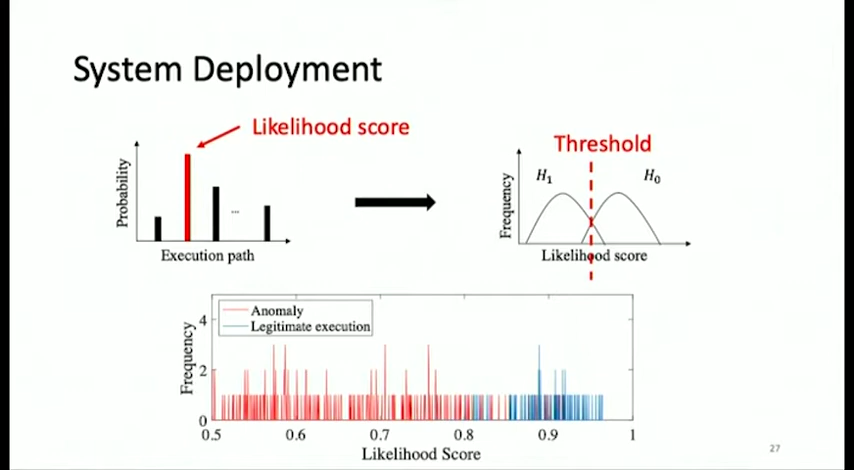 System Deployment
Likelihood score
Probability
...
Execution path
Threshold
Frequency
H1
H0
Likelihood score
Anomaly
Legitimate execution
Frequency
4
2
0
0.5 0.6 0.7 0.8 0.9 1
Likelihood Score
27